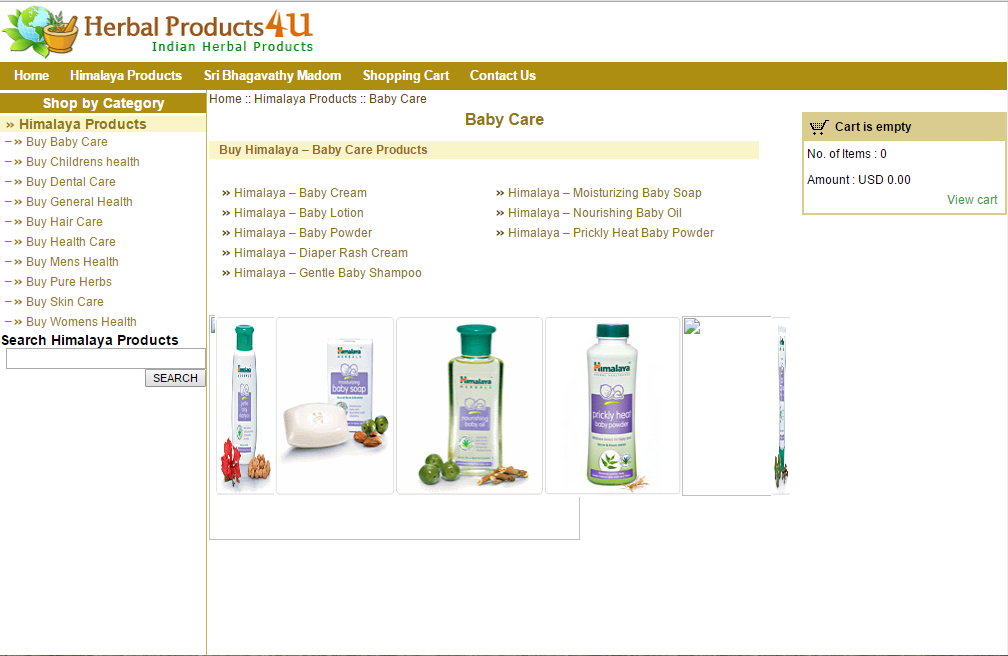 Herbal Products4U
Indian Herbal Products
Home Himalaya Products Sri Bhagavathy Madom Shopping Cart Contact Us
Shop by Category
» Himalaya Products
–» Buy Baby Care
–» Buy Childrens health
–» Buy Dental Care
–» Buy General Health
–» Buy Hair Care
–» Buy Health Care
–» Buy Mens Health
–» Buy Pure Herbs
–» Buy Skin Care
–» Buy Womens Health
Search Himalaya Products
SEARCH
Home :: Himalaya Products :: Baby Care
Baby Care
Buy Himalaya – Baby Care Products
» Himalaya – Baby Cream
» Himalaya – Baby Lotion
» Himalaya – Baby Powder
» Himalaya – Diaper Rash Cream
» Himalaya – Gentle Baby Shampoo
» Himalaya – Moisturizing Baby Soap
» Himalaya – Nourishing Baby Oil
» Himalaya – Prickly Heat Baby Powder
Himalaya
HERBALS
moisturizing
baby soap
Himalaya
HERBALS
nourishing
baby oil
Himalaya
prickly heat
baby powder
Cart is empty
No. of Items : 0
Amount : USD 0.00
View cart